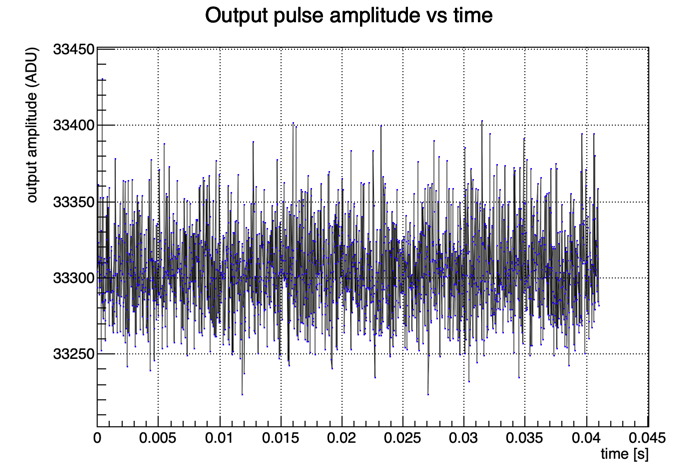 Output pulse amplitude vs time
output amplitude (ADU)
33450
33400
33350
33300
33250
0 0.005 0.01 0.015 0.02 0.025 0.03 0.035 0.04 0.045
time [s]